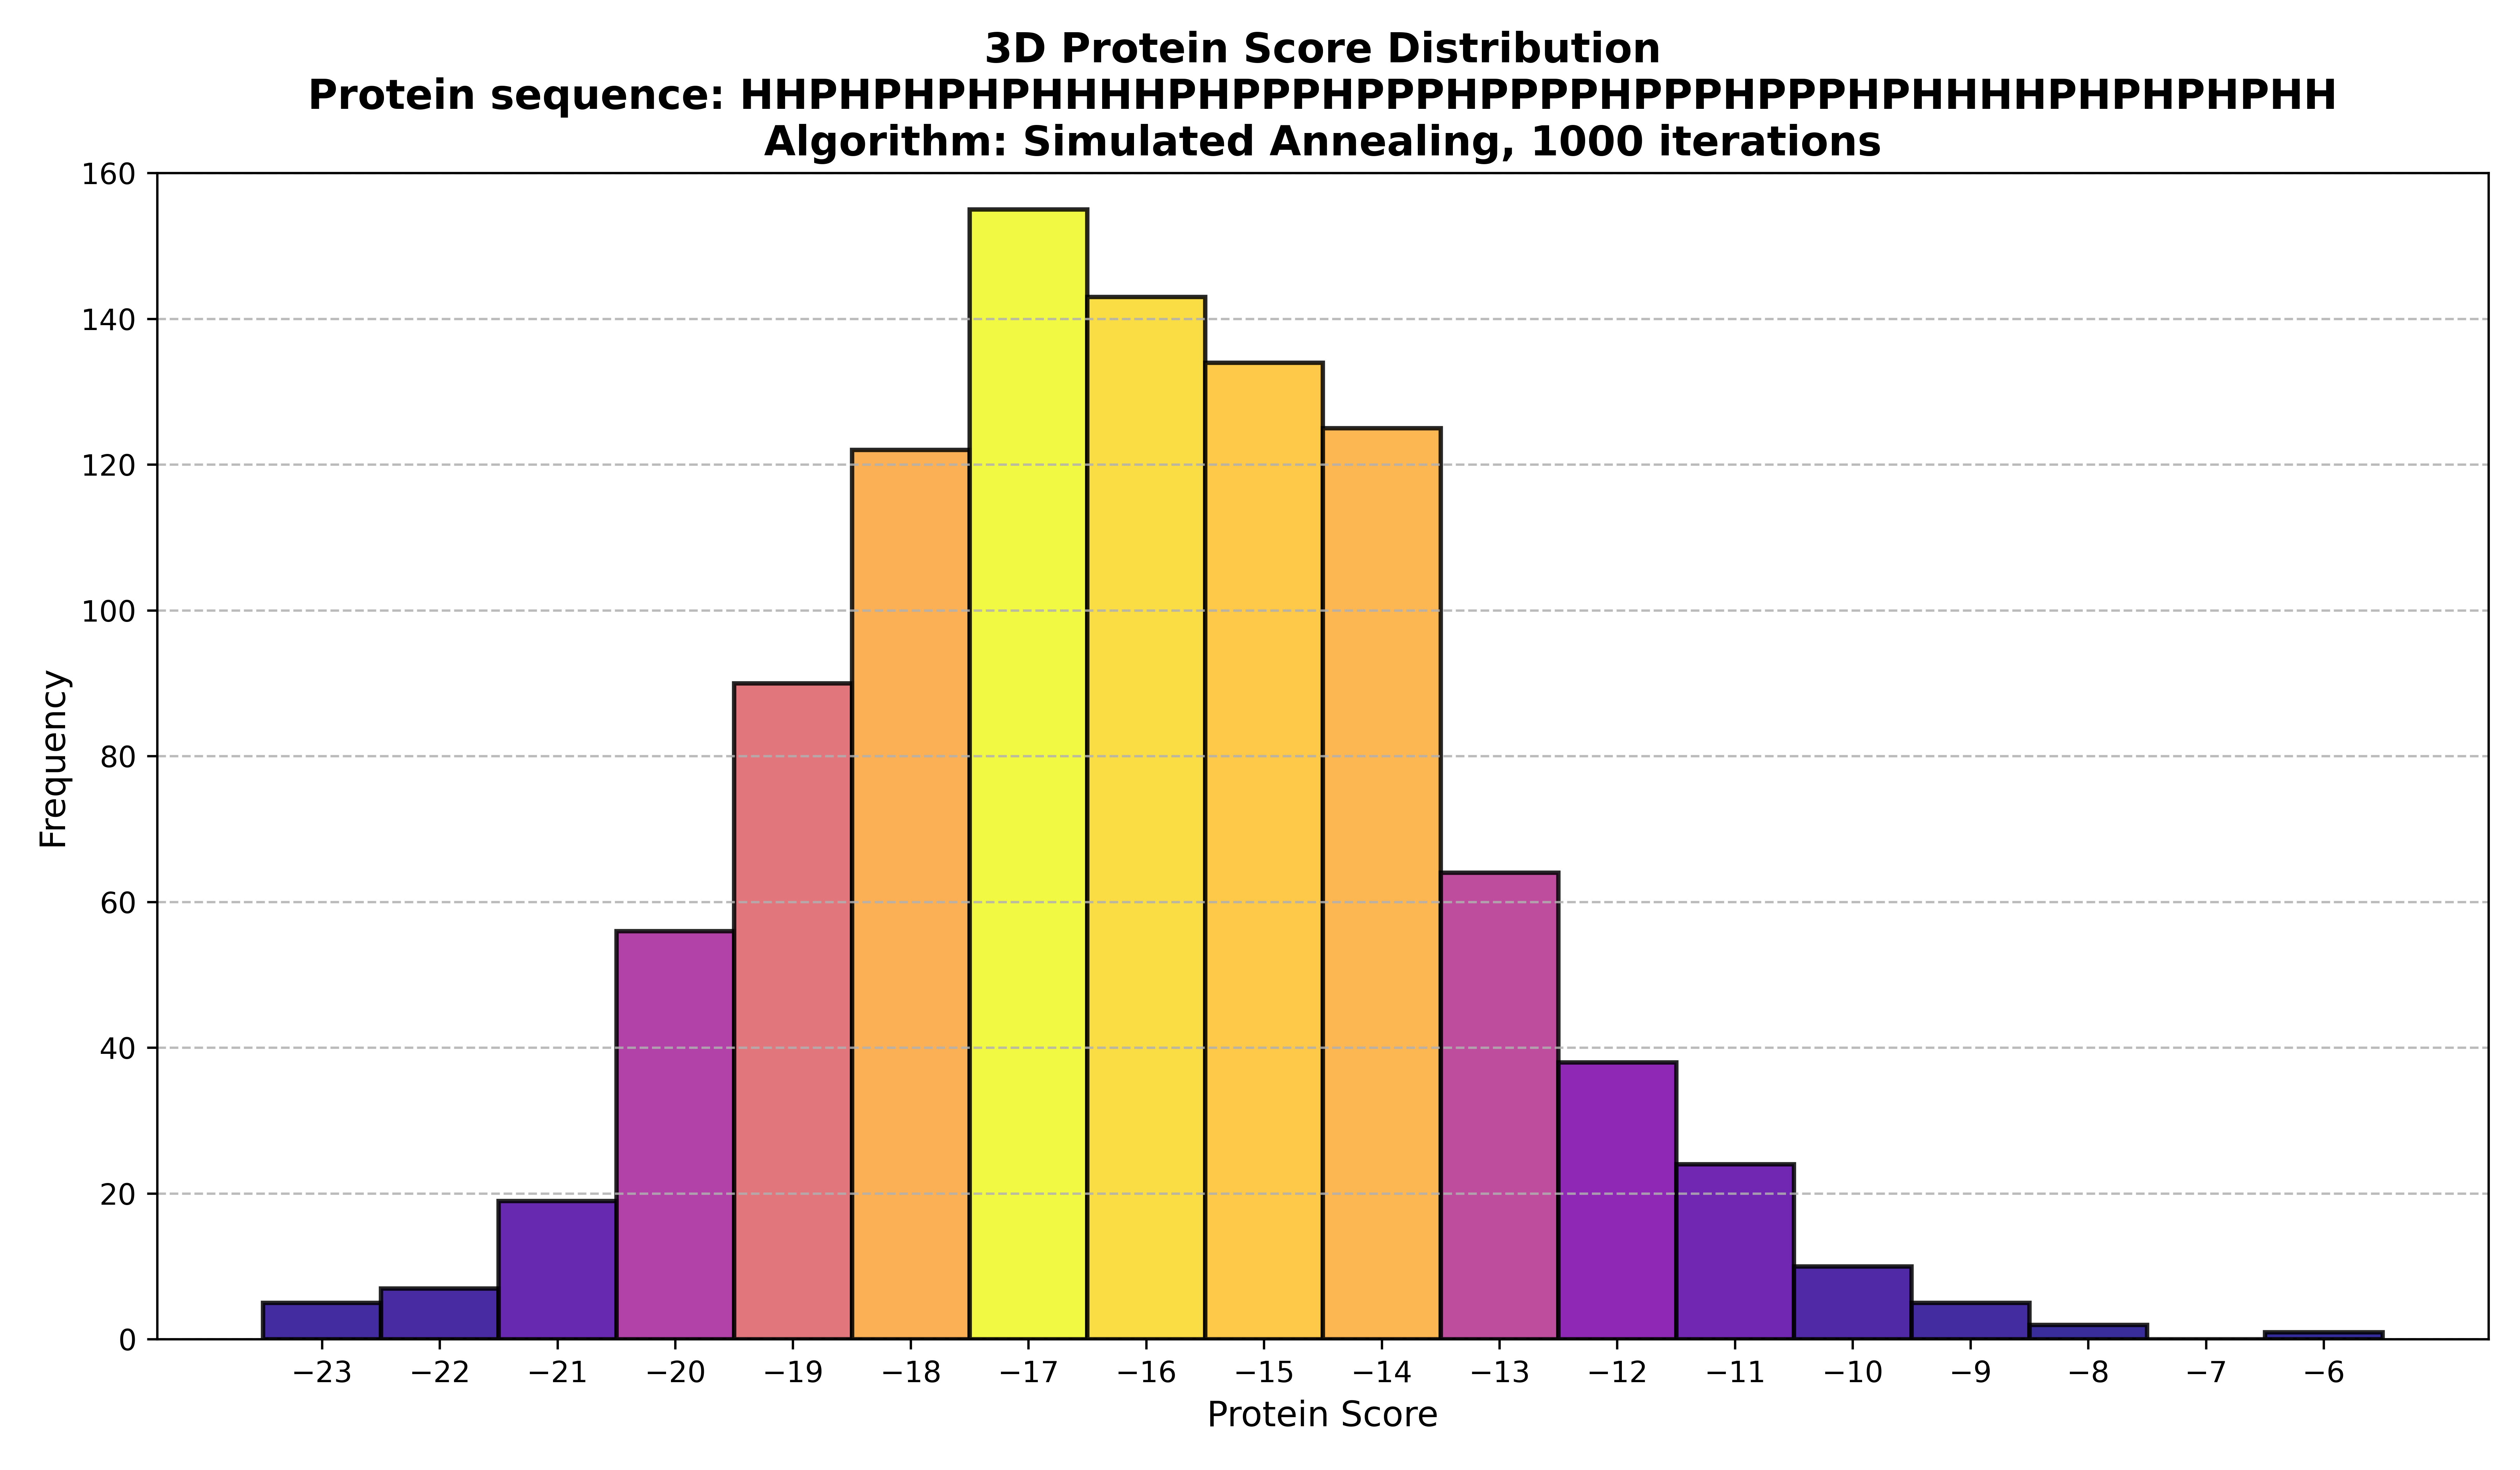 3D Protein Score Distribution
Protein sequence: HHPHPHPHPHHHHPHPPPHPPPHPPPPHPPPHPPPHPHHHHPHPHPHPHH
Algorithm: Simulated Annealing, 1000 iterations
160
140
120
100
80
60
40
20
0
Frequency
−23 −22 −21 −20 −19 −18 −17 −16 −15 −14 −13 −12 −11 −10 −9 −8 −7 −6
Protein Score